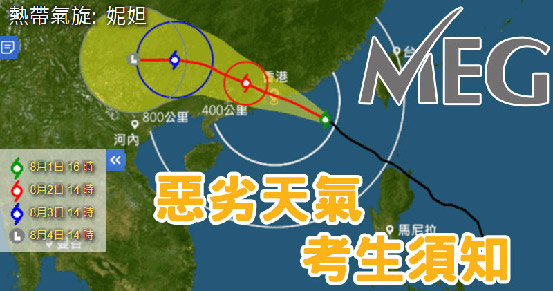 熱帶氣旋: 妮妲
MEG
台
香港
400公里
800公里
河內
8月1日 16 時
8月2日 14 時
8月3日 14 時
8月4日 14 時
L
馬尼拉
惡劣天氣
考生須知